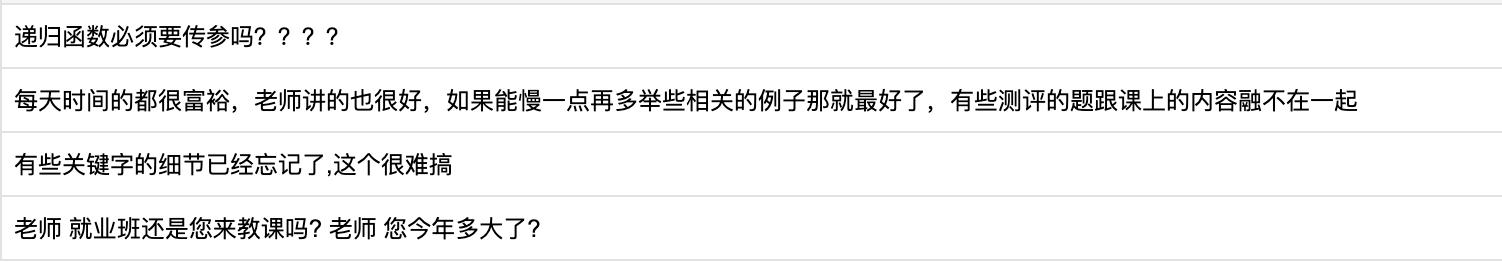 递归函数必须要传参吗？？？？
每天时间的都很富裕，老师讲的也很好，如果能慢一点再多举些相关的例子那就最好了，有些测评的题跟课上的内容融不在一起
有些关键字的细节已经忘记了,这个很难搞
老师 就业班还是您来教课吗? 老师 您今年多大了?